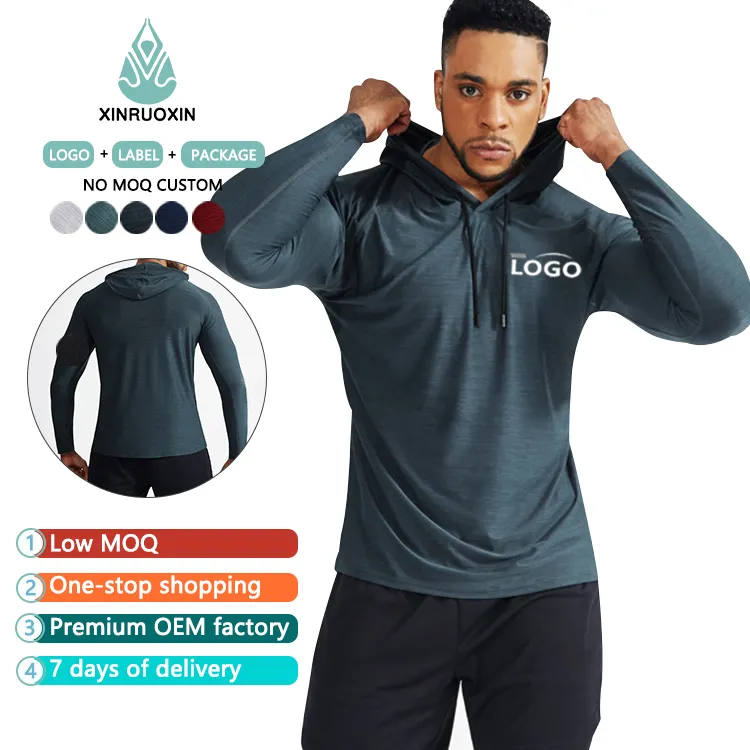 XINRUOXIN
LOGO + LABEL + PACKAGE
NO MOQ CUSTOM
LOGO
1 Low MOQ
2 One-stop shopping
3 Premium OEM factory
4 7 days of delivery